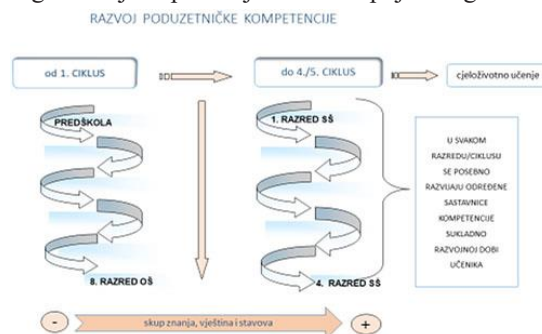 RAZVOJ PODUZETNIČKE KOMPETENCIJE
od 1. CIKLUS
do 4./5. CIKLUS
cjeloživotno učenje
PREDŠKOLA
1. RAZRED SŠ
U SVAKOM
RAZREDU/CIKLUSU
SE POSEBNO
RAZVIJAJU ODREĐENE
SASTAVNICE
KOMPETENCIJE
SUKLADNO
RAZVOJNOJ DOBI
UČENIKA
8. RAZRED OŠ
4. RAZRED SŠ
-
skup znanja, vještina i stavova
+